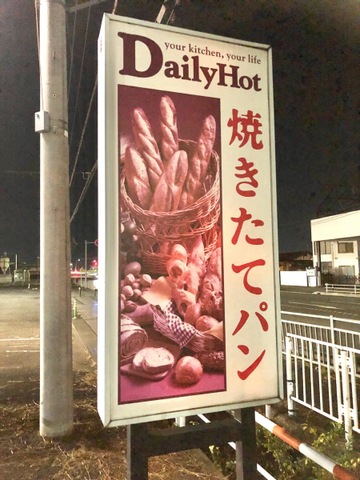 your kitchen, your life
DailyHot
焼きたてパン